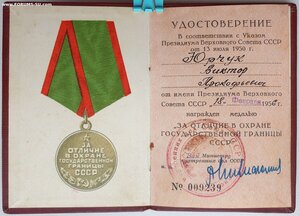 www.FORUMS-SU.com
УДОСТОВЕРЕНИЕ
В соответствии с Указом
Президиума Верховного Совета СССР
от 13 июля 1950 г.
Юрчук
Виктор
Прокофьевич
от имени Президиума Верховного
Совета СССР 18. Февраля 195
награжден медалью
„ЗА ОТЛИЧИЕ В ОХРАНЕ
ГОСУДАРСТВЕННОЙ ГРАНИЦЫ
СССР"
Министр
№ 009239
ЗА
ОТЛИЧИЕ В ОХРАНЕ
ГОСУДАРСТВЕННОЙ
ГРАНИЦЫ
СССР